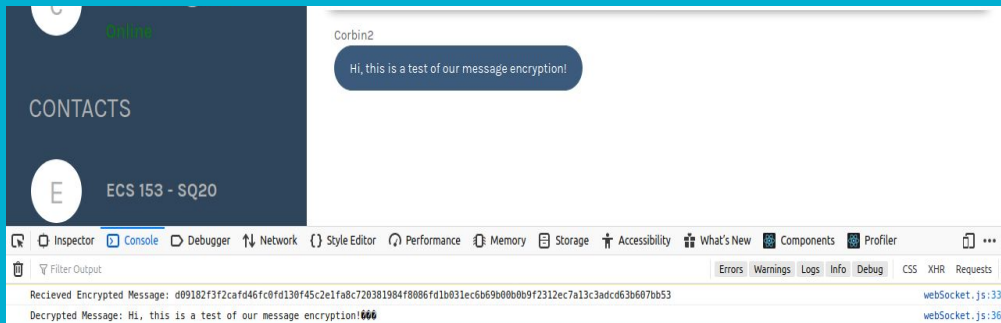 C
Online
CONTACTS
E
ECS 153 - SQ20
Corbin2
Hi, this is a test of our message encryption!
Inspector Console Debugger Network {} Style Editor Performance Memory Storage Accessibility What's New Components Profiler
Filter Output Errors Warnings Logs Info Debug CSS XHR Requests
Recieved Encrypted Message: d09182f3f2cafd46fc0fd130f45c2e1fa8c720381984f8086fd1b031ec6b69b00b0b9f2312ec7a13c3adcd63b607bb53 webSocket.js:33
Decrypted Message: Hi, this is a test of our message encryption!��� webSocket.js:36